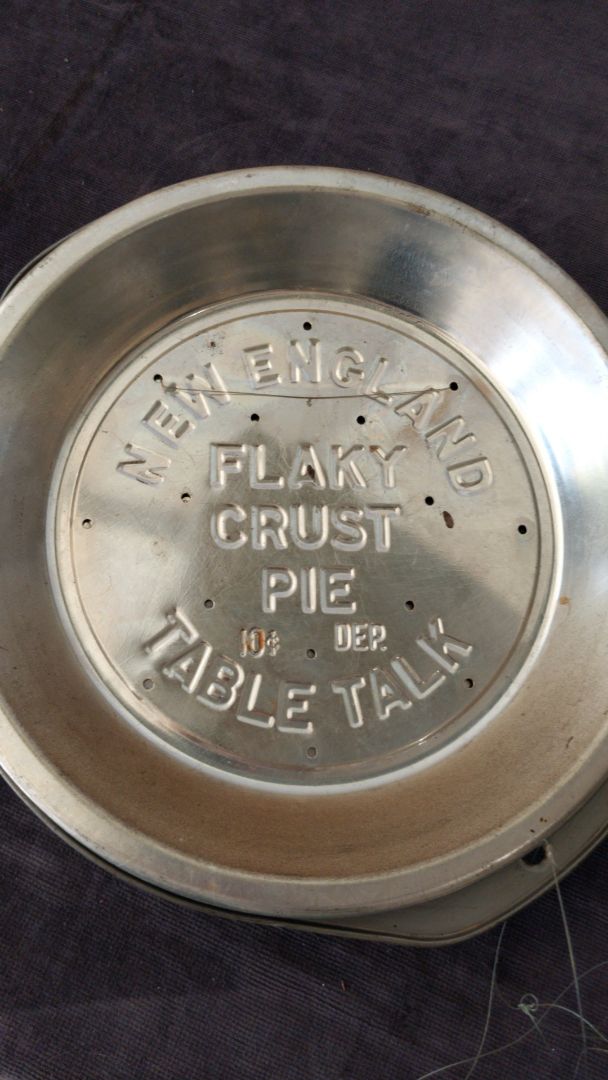 NEW ENGLAND
FLAKY
CRUST
PIE
10¢ DEP.
TABLE TALK